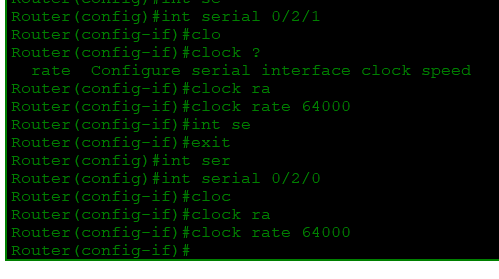 Router(config)#int se
Router(config)#int serial 0/2/1
Router(config-if)#clo
Router(config-if)#clock ?
  rate  Configure serial interface clock speed
Router(config-if)#clock ra
Router(config-if)#clock rate 64000
Router(config-if)#int se
Router(config-if)#exit
Router(config)#int ser
Router(config)#int serial 0/2/0
Router(config-if)#cloc
Router(config-if)#clock ra
Router(config-if)#clock rate 64000
Router(config-if)#